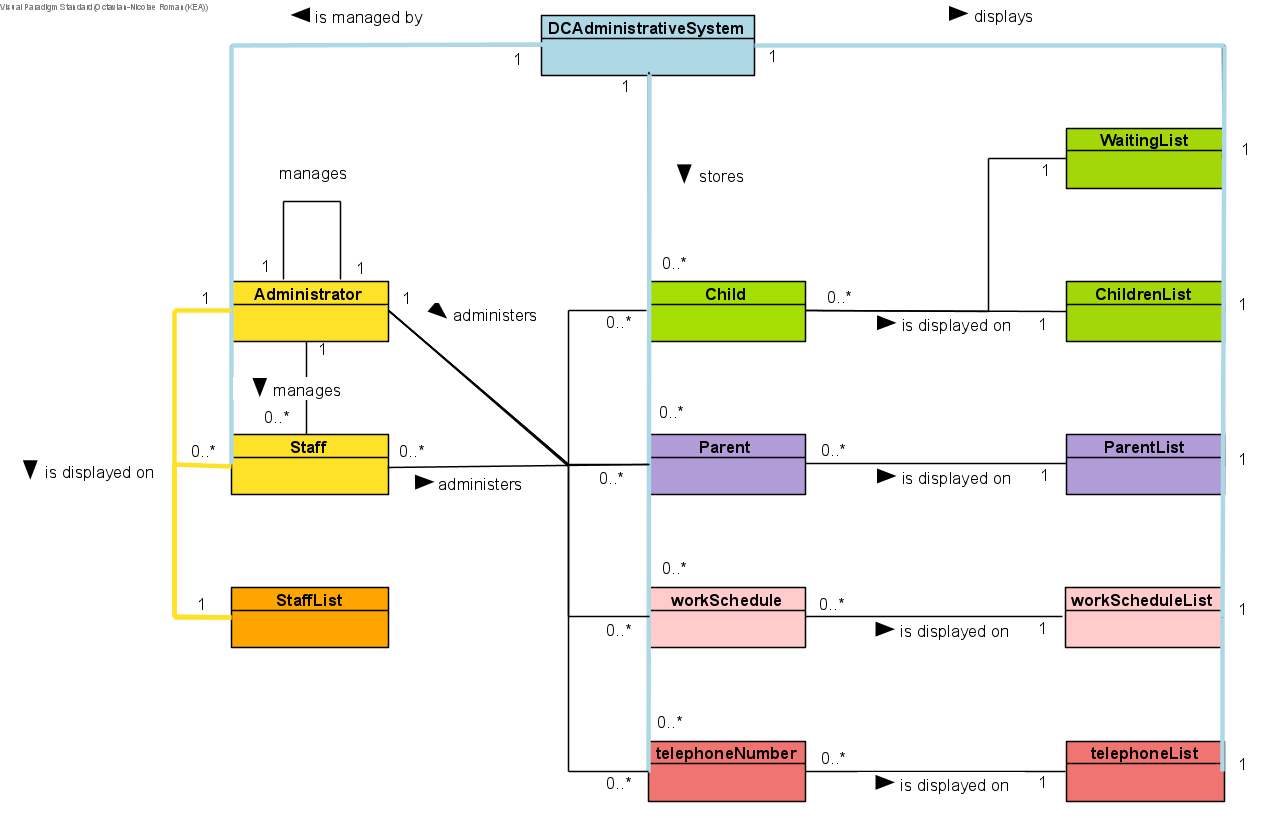 Visual Paradigm Standard(Octavian-Nicolae Roman(KEA))
is managed by
displays
DCAdministrativeSystem
1
1
1
WaitingList
1
1
manages
stores
1
1
0..*
Administrator
1
1
administers
Child
0..*
0..*
is displayed on
ChildrenList
1
1
1
manages
0..*
0..*
Staff
0..*
0..*
administers
is displayed on
Parent
0..*
0..*
is displayed on
ParentList
1
1
StaffList
1
0..*
workSchedule
0..*
0..*
is displayed on
workScheduleList
1
1
0..*
telephoneNumber
0..*
0..*
is displayed on
telephoneList
1
1